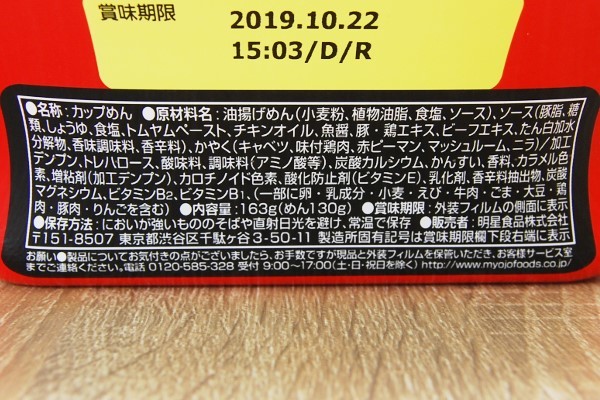 賞味期限
2019.10.22
15:03/D/R
●名称:カップめん ●原材料名:油揚げめん(小麦粉、植物油脂、食塩、ソース)、ソース(豚脂、糖
類、しょうゆ、食塩、トムヤムペースト、チキンオイル、魚醤、豚・鶏エキス、ビーフエキス、たん白加水
分解物、香味調味料、香辛料)、かやく(キャベツ、味付鶏肉、赤ピーマン、マッシュルーム、ニラ)/加工
デンプン、トレハロース、酸味料、調味料(アミノ酸等)、炭酸カルシウム、かんすい、香料、カラメル色
素、増粘剤(加工デンプン)、カロチノイド色素、酸化防止剤(ビタミンE)、乳化剤、香辛料抽出物、炭酸
マグネシウム、ビタミンB2、ビタミンB1、(一部に卵・乳成分・小麦・えび・牛肉・ごま・大豆・鶏
肉・豚肉・りんごを含む) ●内容量:163g(めん130g) ●賞味期限:外装フィルムの側面に表示
●保存方法:においが強いもののそばや直射日光を避け、常温で保存 ●販売者:明星食品株式会社
〒151-8507 東京都渋谷区千駄ヶ谷3-50-11 製造所固有記号は賞味期限欄下段右端に表示
お願い●製品についてお気付きの点がございましたら、お手数ですが現品と外装フィルムを保管いただき、お客様サービス室
までご連絡ください。電話 0120-585-328 受付 9:00〜17:00(土・日・祝日を除く) http://www.myojofoods.co.jp/